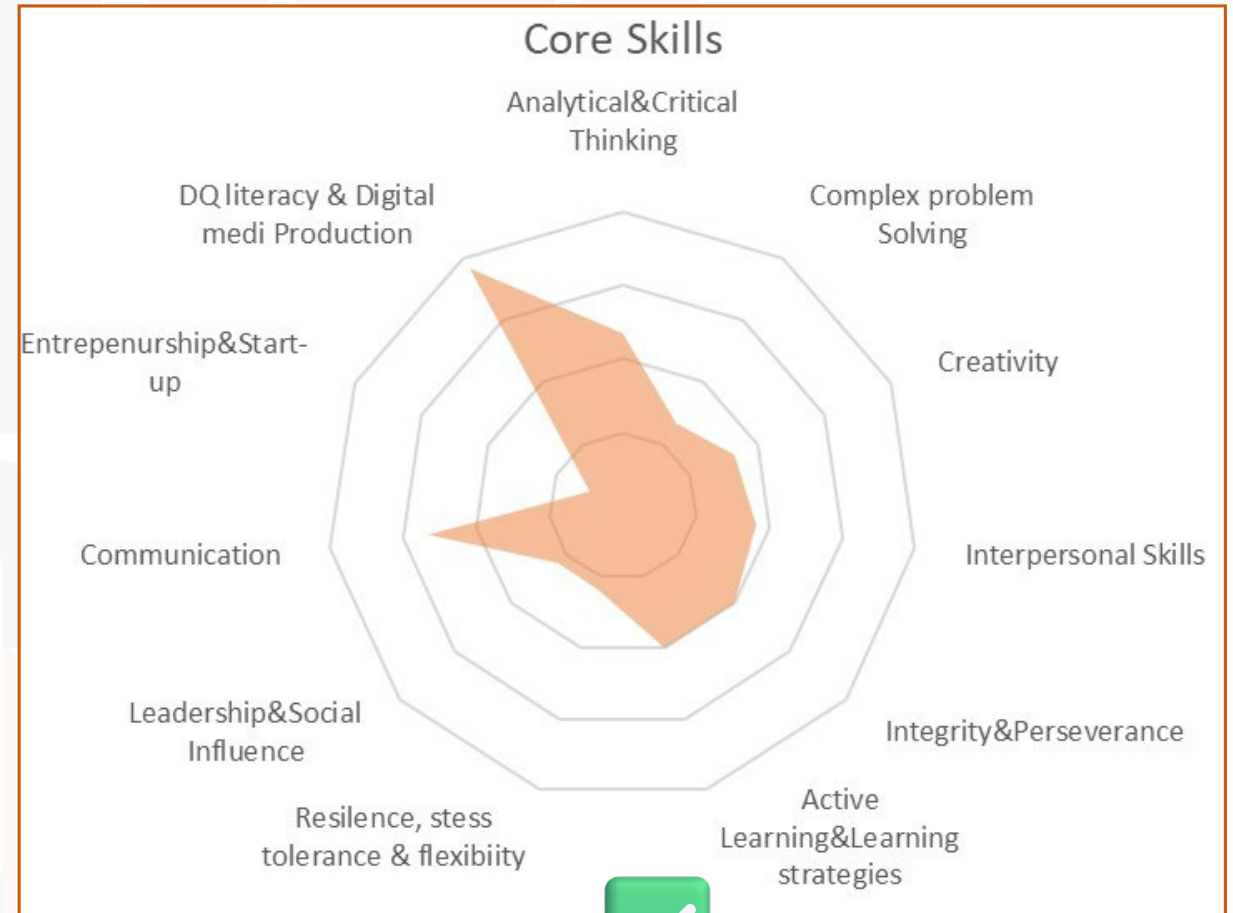 Core Skills
Analytical&Critical
Thinking
Complex problem
Solving
Creativity
Interpersonal Skills
Integrity&Perseverance
Active
Learning&Learning
strategies
Resilence, stess
tolerance & flexibiity
Leadership&Social
Influence
Communication
Entrepenurship&Start-
up
DQ literacy & Digital
medi Production